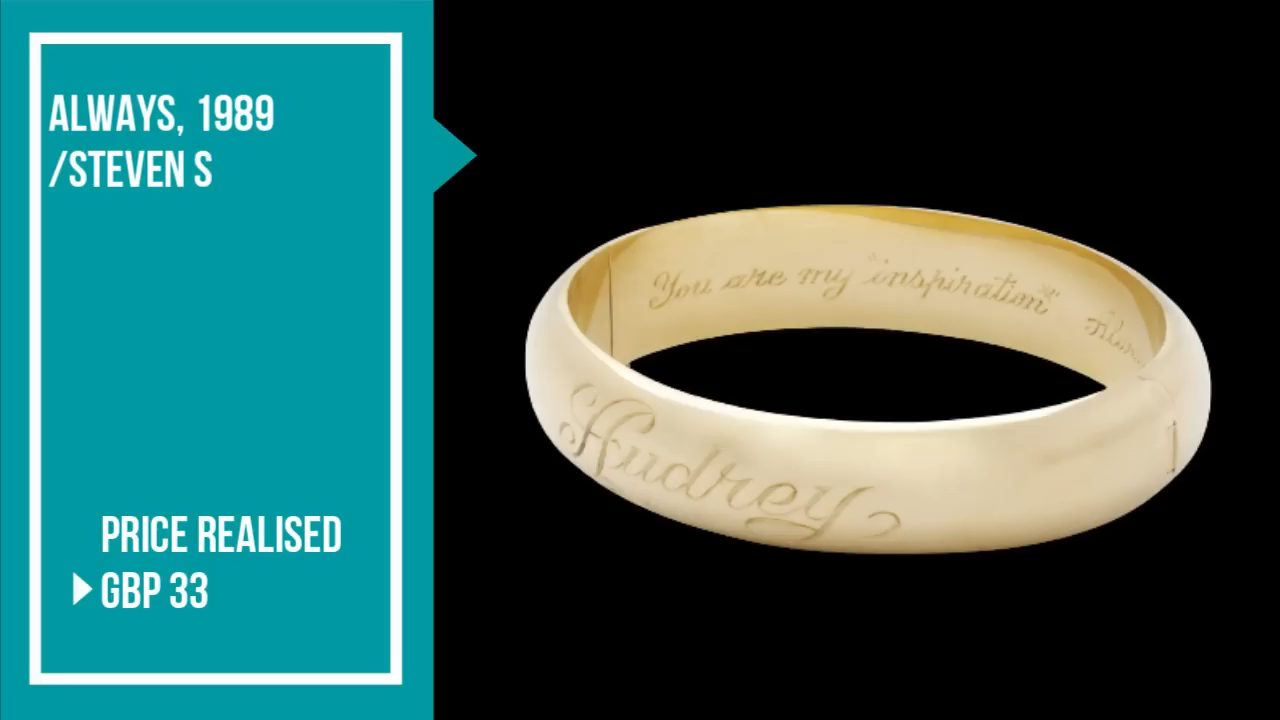 ALWAYS, 1989
/STEVEN S
PRICE REALISED
GBP 33
You are my "inspiration"
Audrey